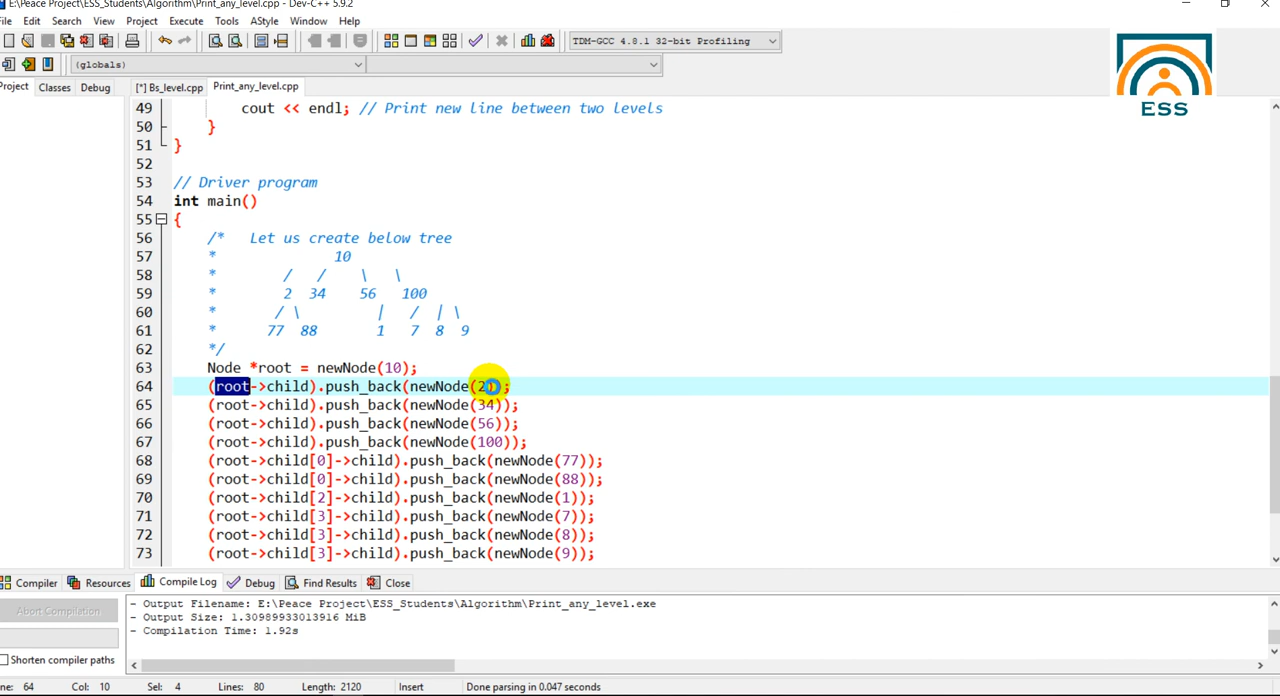 E:\Peace Project\ESS_Students\Algorithm\Print_any_level.cpp - Dev-C++ 5.9.2
File Edit Search View Project Execute Tools AStyle Window Help
TDM-GCC 4.8.1 32-bit Profiling
(globals)
Project Classes Debug [*] Bs_level.cpp Print_any_level.cpp
ESS
49 cout << endl; // Print new line between two levels
50 }
51 }
52
53 // Driver program
54 int main()
55 {
56 /* Let us create below tree
57 * 10
58 * / / \ \
59 * 2 34 56 100
60 * / \ | / | \
61 * 77 88 1 7 8 9
62 */
63 Node *root = newNode(10);
64 (root->child).push_back(newNode(2));
65 (root->child).push_back(newNode(34));
66 (root->child).push_back(newNode(56));
67 (root->child).push_back(newNode(100));
68 (root->child[0]->child).push_back(newNode(77));
69 (root->child[0]->child).push_back(newNode(88));
70 (root->child[2]->child).push_back(newNode(1));
71 (root->child[3]->child).push_back(newNode(7));
72 (root->child[3]->child).push_back(newNode(8));
73 (root->child[3]->child).push_back(newNode(9));
Compiler Resources Compile Log Debug Find Results Close
Abort Compilation
Shorten compiler paths
- Output Filename: E:\Peace Project\ESS_Students\Algorithm\Print_any_level.exe
- Output Size: 1.30989933013916 MiB
- Compilation Time: 1.92s
ne: 64 Col: 10 Sel: 4 Lines: 80 Length: 2120 Insert Done parsing in 0.047 seconds